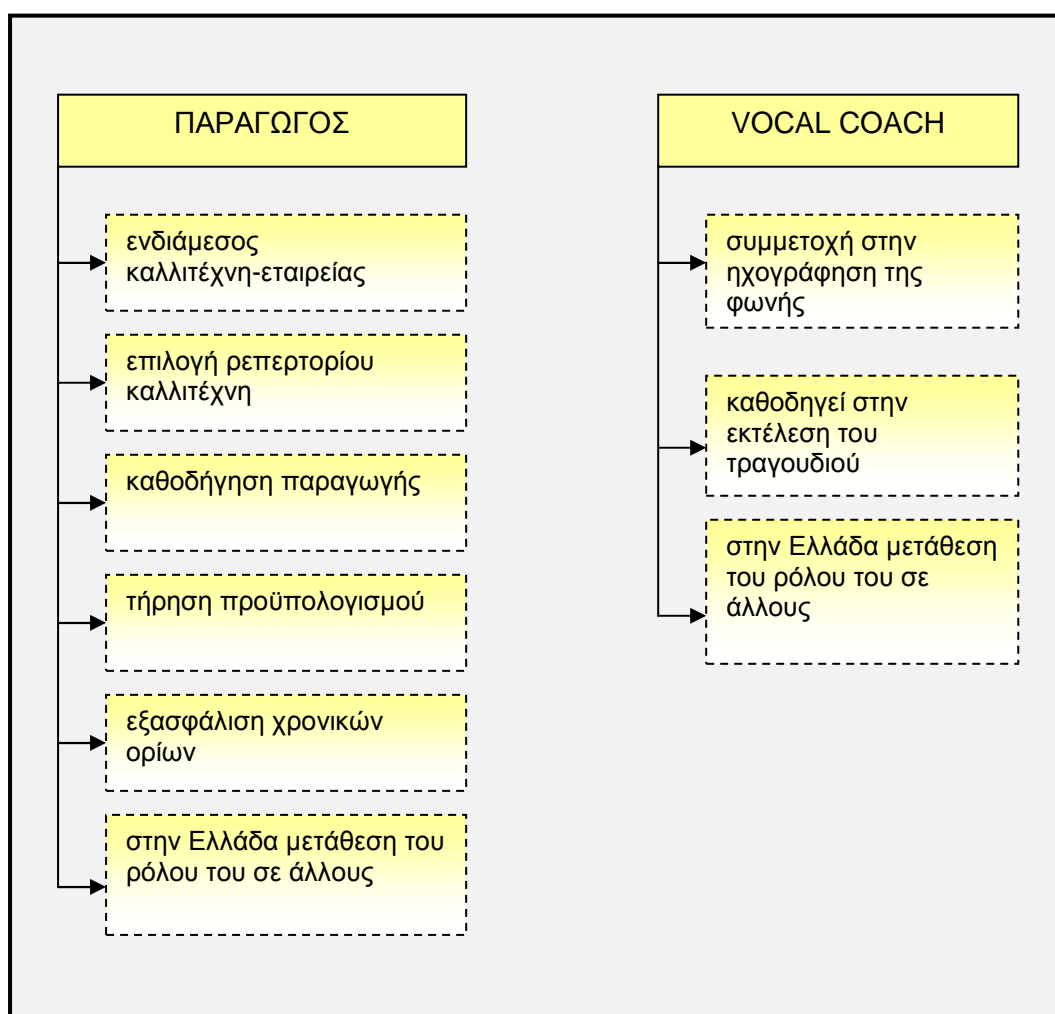 ΠΑΡΑΓΩΓΟΣ
ενδιάμεσος
καλλιτέχνη-εταιρείας
επιλογή ρεπερτορίου
καλλιτέχνη
καθοδήγηση παραγωγής
τήρηση προϋπολογισμού
εξασφάλιση χρονικών
ορίων
στην Ελλάδα μετάθεση του
ρόλου του σε άλλους
VOCAL COACH
συμμετοχή στην
ηχογράφηση της
φωνής
καθοδηγεί στην
εκτέλεση του
τραγουδιού
στην Ελλάδα μετάθεση
του ρόλου του σε
άλλους